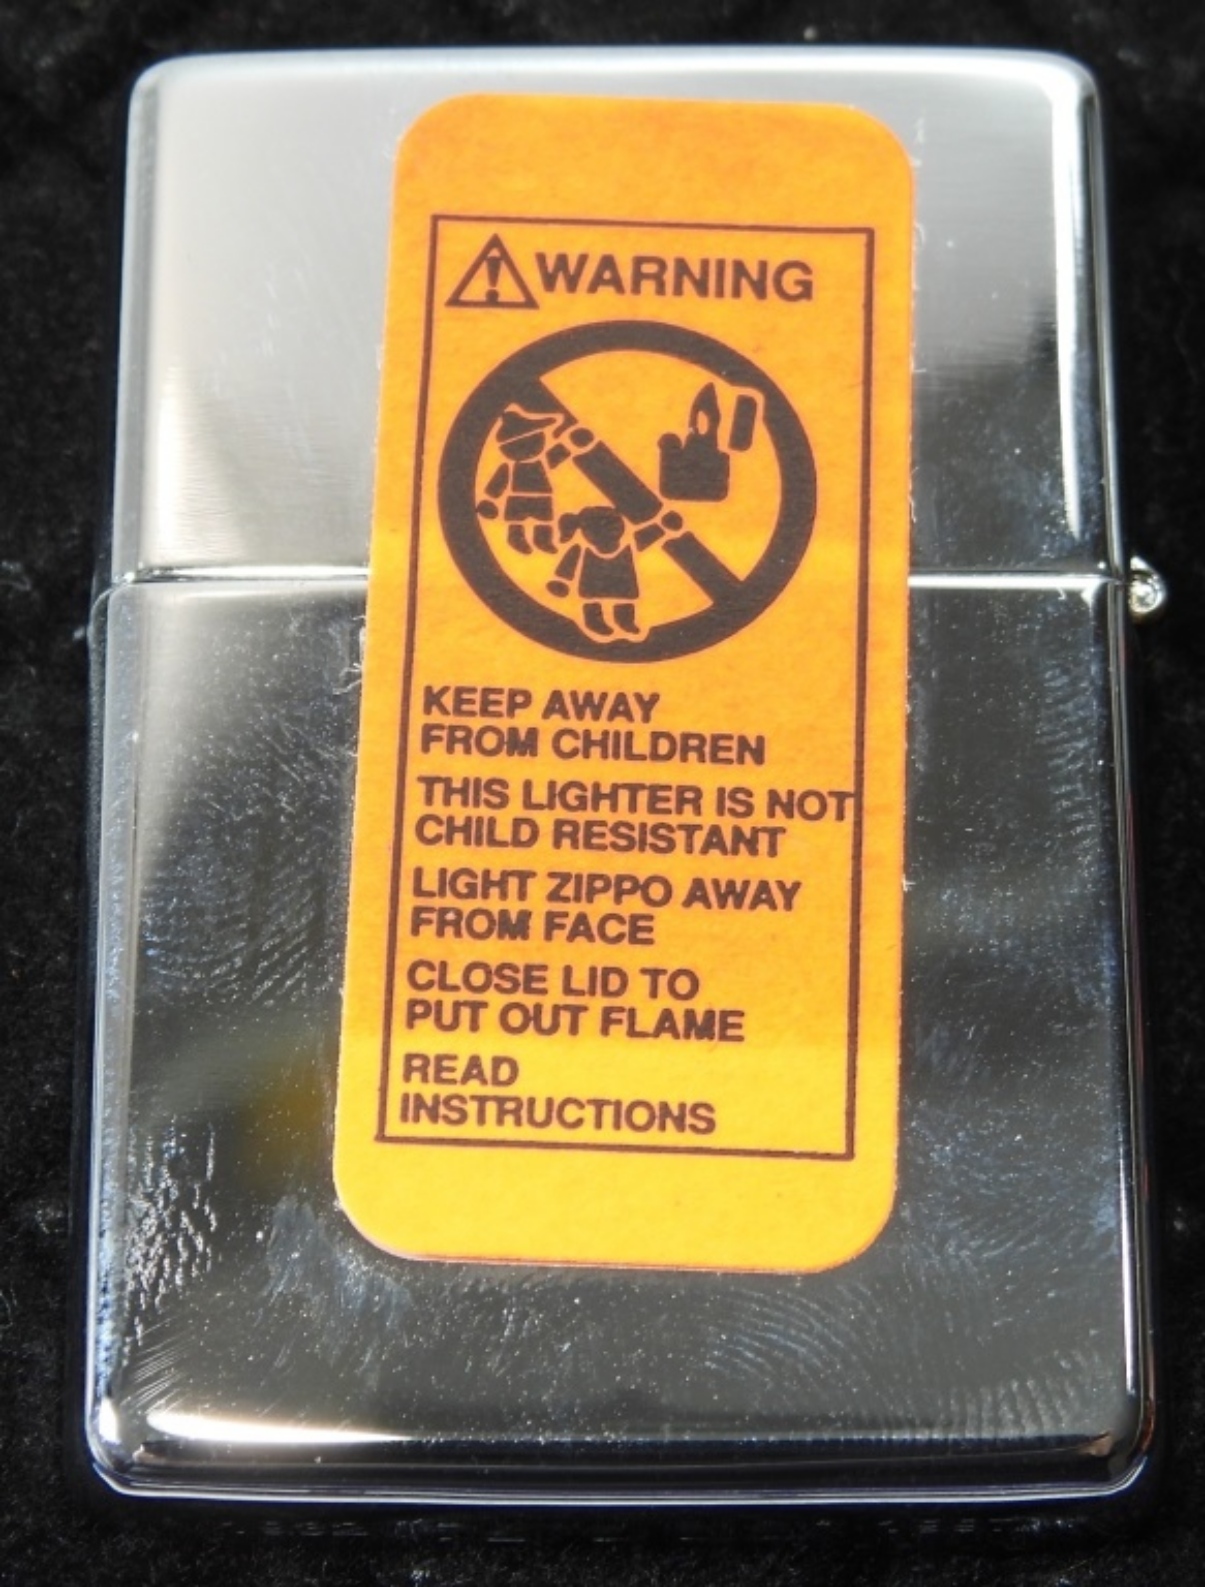 WARNING
KEEP AWAY
FROM CHILDREN
THIS LIGHTER IS NOT
CHILD RESISTANT
LIGHT ZIPPO AWAY
FROM FACE
CLOSE LID TO
PUT OUT FLAME
READ
INSTRUCTIONS